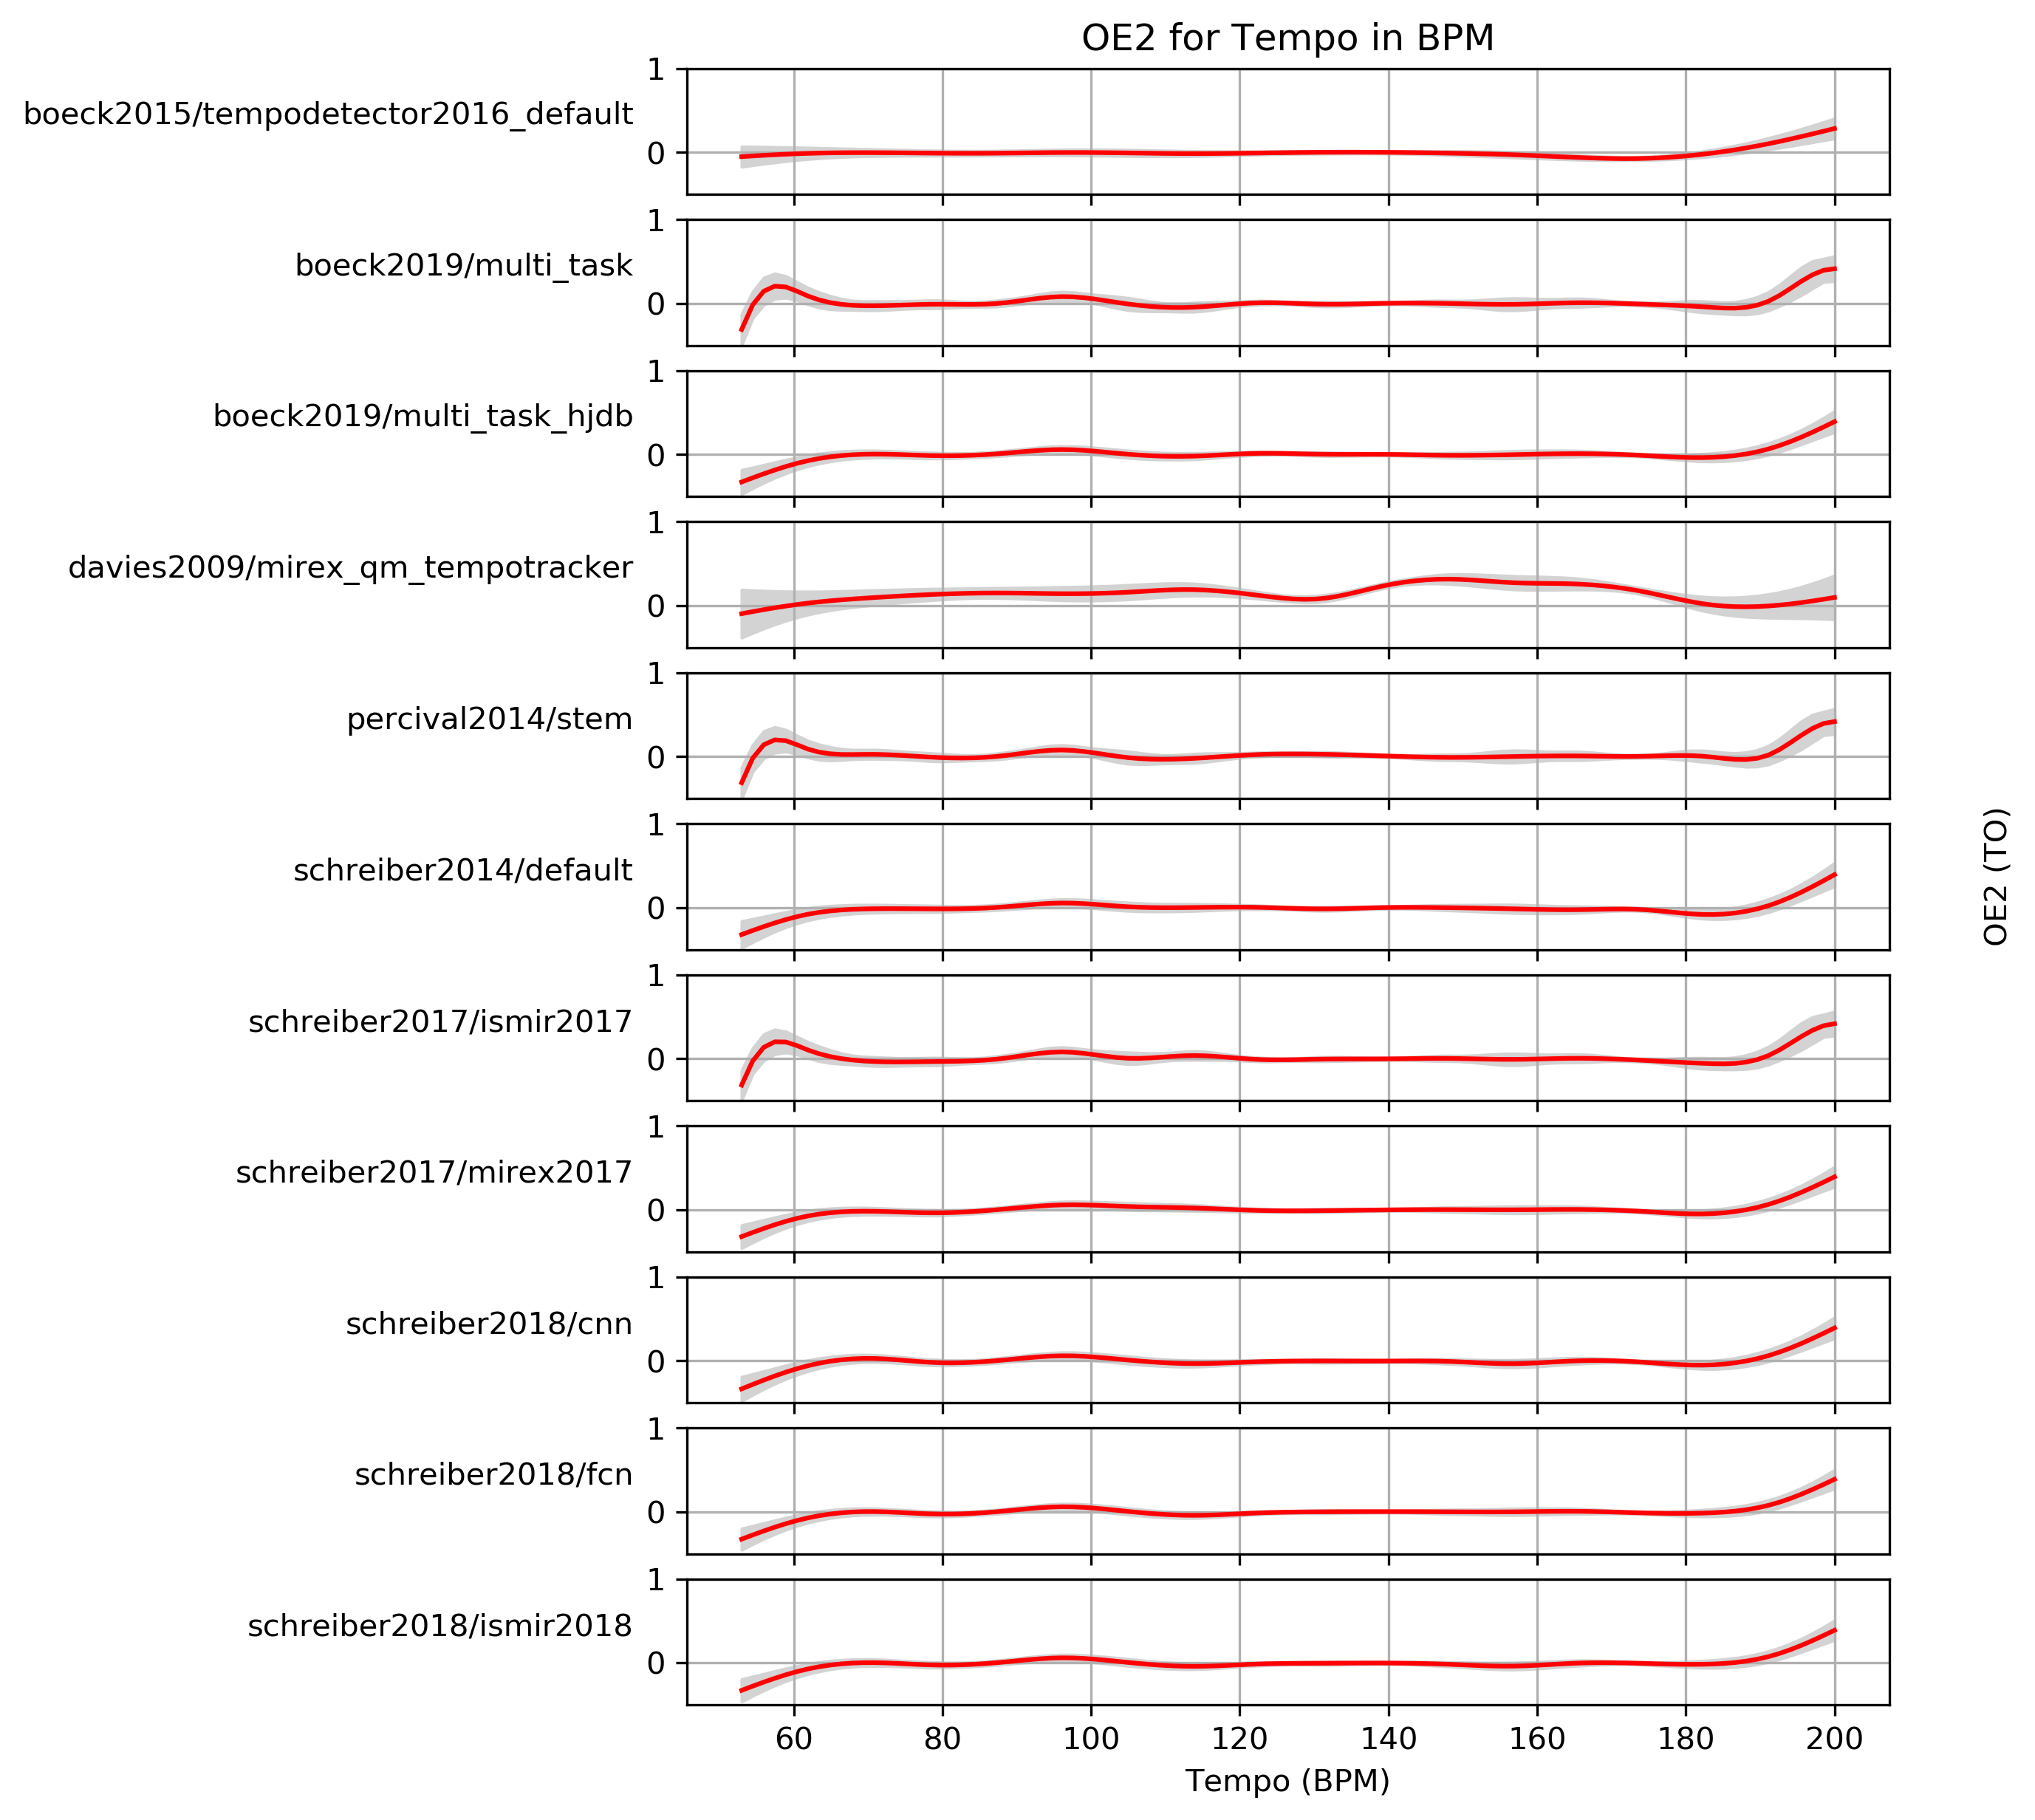 OE2 for Tempo in BPM
boeck2015/tempodetector2016_default
1
0
boeck2019/multi_task
1
0
boeck2019/multi_task_hjdb
1
0
davies2009/mirex_qm_tempotracker
1
0
percival2014/stem
1
0
schreiber2014/default
1
0
schreiber2017/ismir2017
1
0
schreiber2017/mirex2017
1
0
schreiber2018/cnn
1
0
schreiber2018/fcn
1
0
schreiber2018/ismir2018
1
0
60 80 100 120 140 160 180 200
Tempo (BPM)
OE2 (TO)